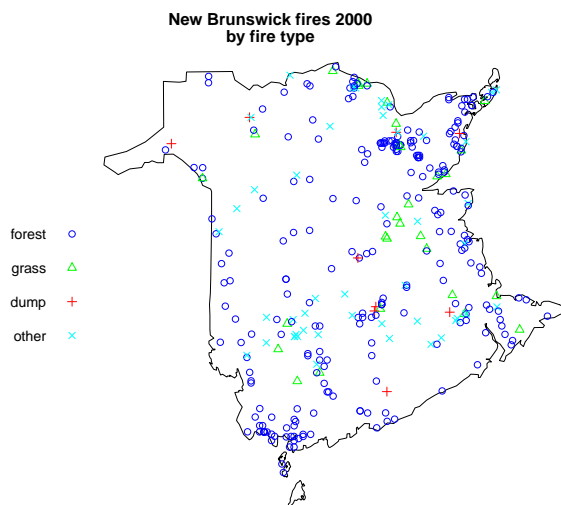 New Brunswick fires 2000
by fire type
forest
grass
dump
other